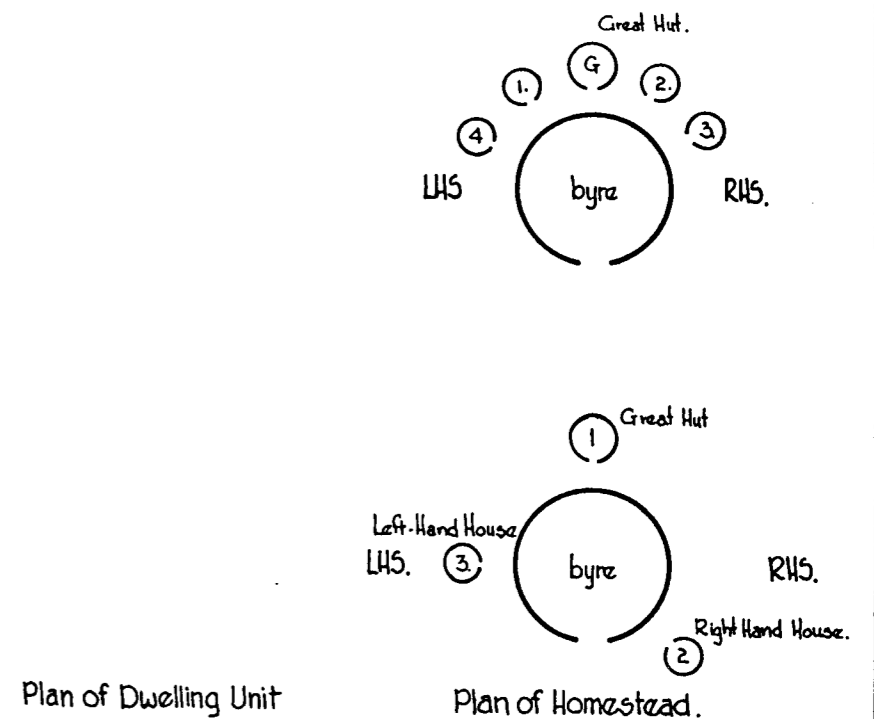 Great Hut.
G
1.
2.
4
3.
LHS
byre
RHS.
Great Hut
1
Left-Hand House
LHS.
3.
byre
RHS.
Right Hand House.
2
Plan of Dwelling Unit
Plan of Homestead.